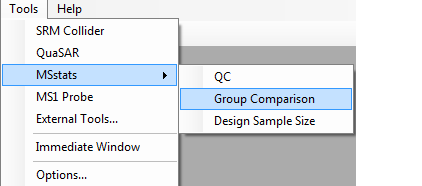 Tools Help
SRM Collider
QuaSAR
MSstats
MS1 Probe
External Tools...
Immediate Window
Options...
QC
Group Comparison
Design Sample Size